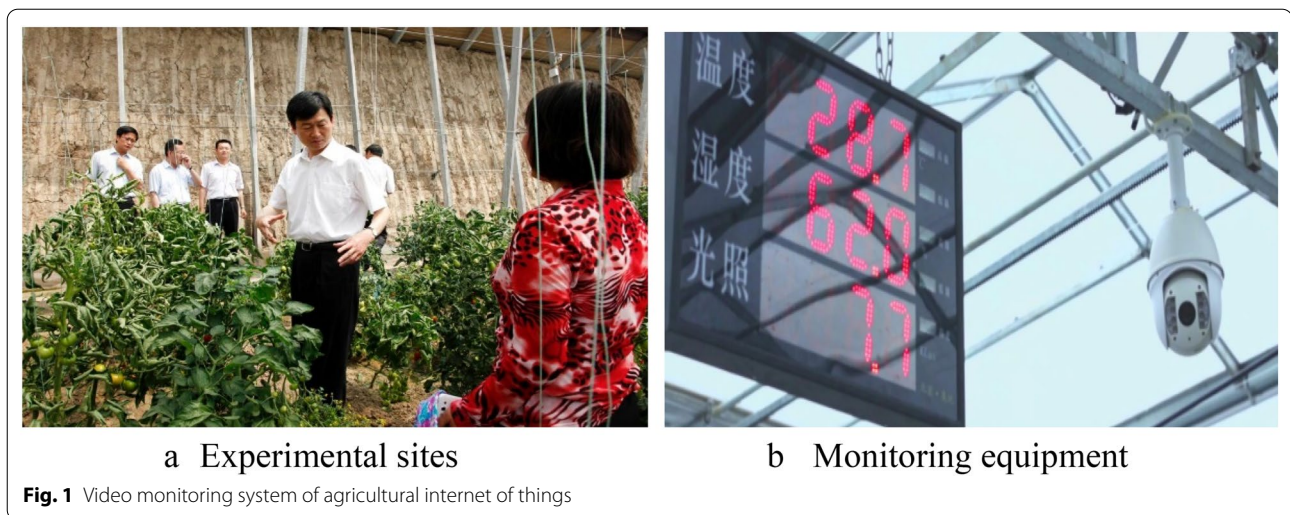 温度
28.7
湿度
62.0
光照
7.7
a Experimental sites
b Monitoring equipment
Fig. 1 Video monitoring system of agricultural internet of things